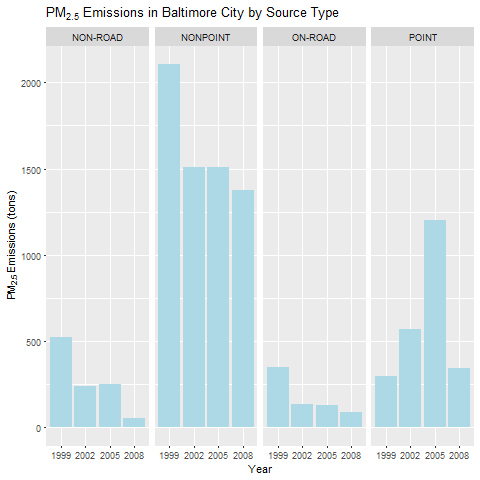 PM2.5 Emissions in Baltimore City by Source Type
NON-ROAD NONPOINT ON-ROAD POINT
2000
1500
1000
500
0
PM2.5 Emissions (tons)
1999 2002 2005 2008 1999 2002 2005 2008 1999 2002 2005 2008 1999 2002 2005 2008
Year